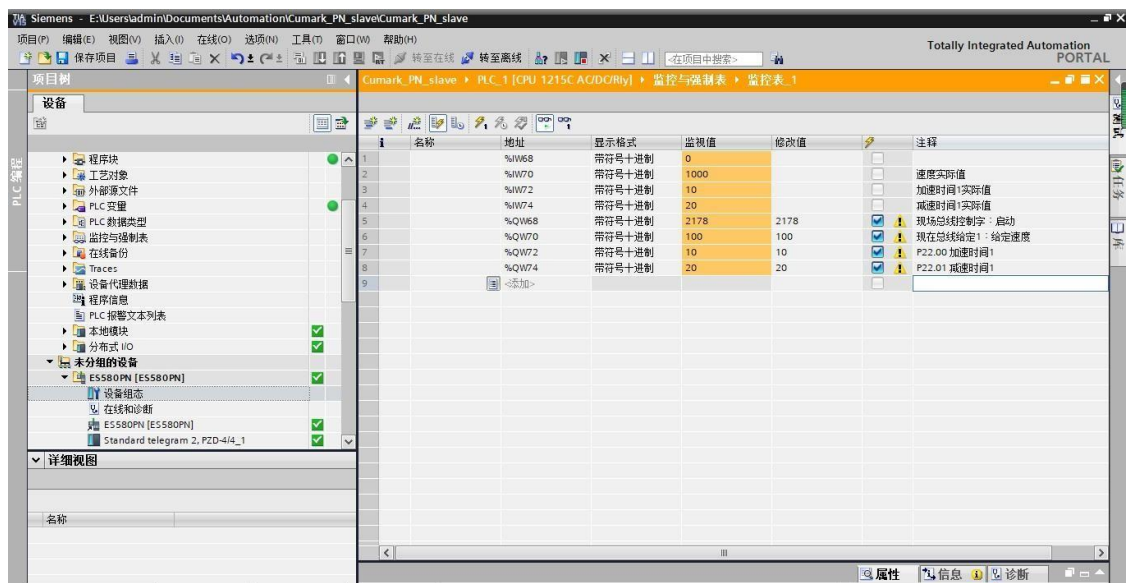 Siemens - E:\Users\admin\Documents\Automation\Cumark_PN_slave\Cumark_PN_slave
项目(P) 编辑(E) 视图(V) 插入(I) 在线(O) 选项(N) 工具(T) 窗口(W) 帮助(H)
Totally Integrated Automation
PORTAL
保存项目 转至在线 转至离线 <在项目中搜索>
项目树
Cumark_PN_slave ▸ PLC_1 [CPU 1215C AC/DC/Rly] ▸ 监控与强制表 ▸ 监控表_1
设备
PLC 编程
程序块
工艺对象
外部源文件
PLC 变量
PLC 数据类型
监控与强制表
在线备份
Traces
设备代理数据
程序信息
PLC 报警文本列表
本地模块
分布式 I/O
未分组的设备
ES580PN [ES580PN]
设备组态
在线和诊断
ES580PN [ES580PN]
Standard telegram 2, PZD-4/4_1
详细视图
名称
i 名称 地址 显示格式 监视值 修改值 注释
1 %IW68 带符号十进制 0
2 %IW70 带符号十进制 1000 速度实际值
3 %IW72 带符号十进制 10 加速时间1实际值
4 %IW74 带符号十进制 20 减速时间1实际值
5 %QW68 带符号十进制 2178 2178 现场总线控制字：启动
6 %QW70 带符号十进制 100 100 现在总线给定1：给定速度
7 %QW72 带符号十进制 10 10 P22.00 加速时间1
8 %QW74 带符号十进制 20 20 P22.01 减速时间1
9 <添加>
任务
库
属性 信息 诊断